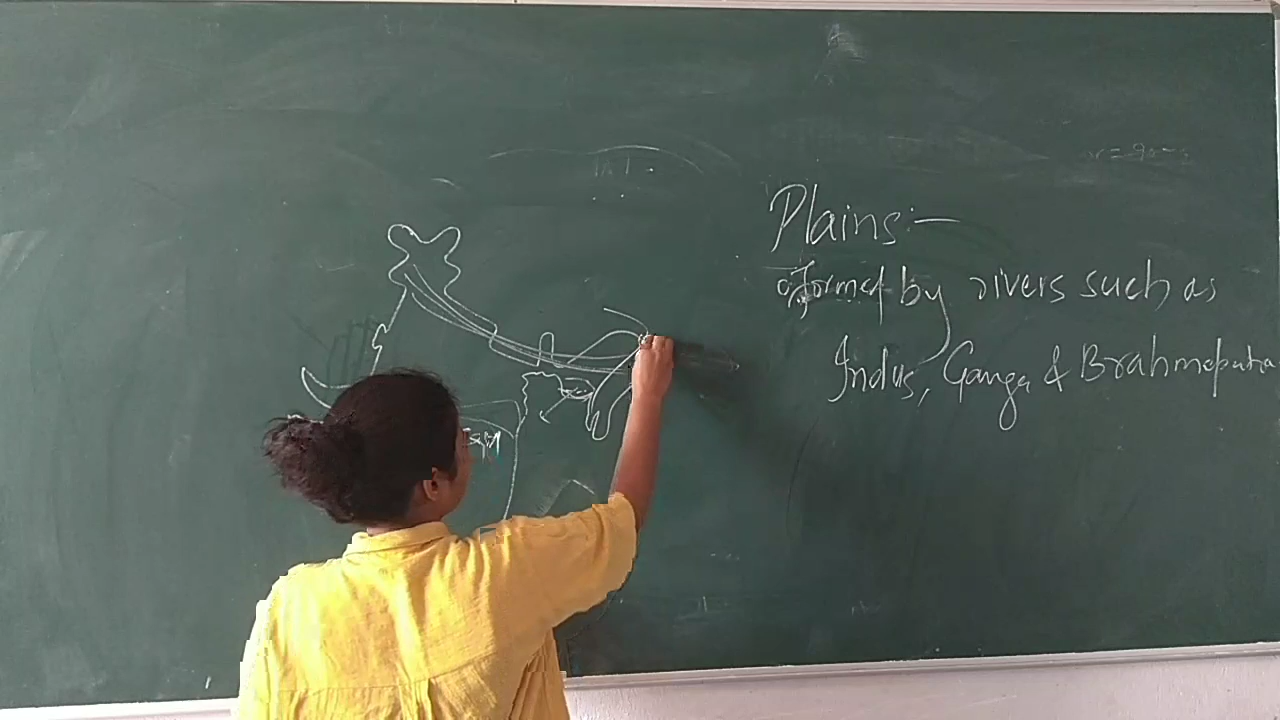 Plains:-
formed by rivers such as
Indus, Ganga & Brahmaputra